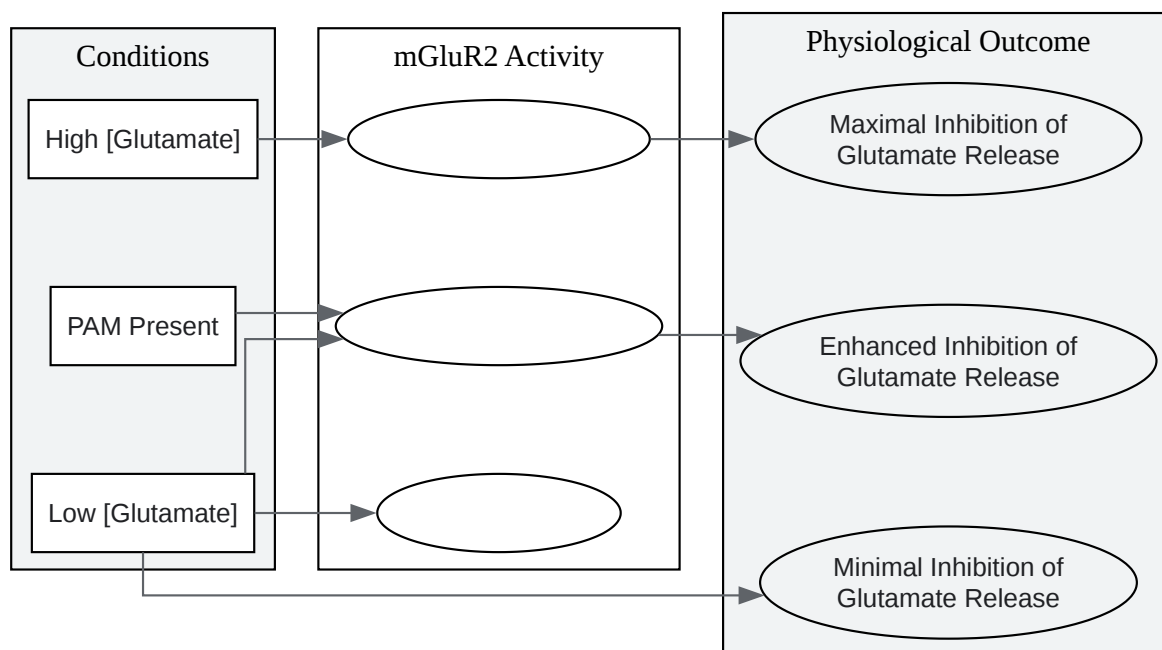 Conditions
High [Glutamate]
PAM Present
Low [Glutamate]
mGluR2 Activity
Physiological Outcome
Maximal Inhibition of
Glutamate Release
Enhanced Inhibition of
Glutamate Release
Minimal Inhibition of
Glutamate Release